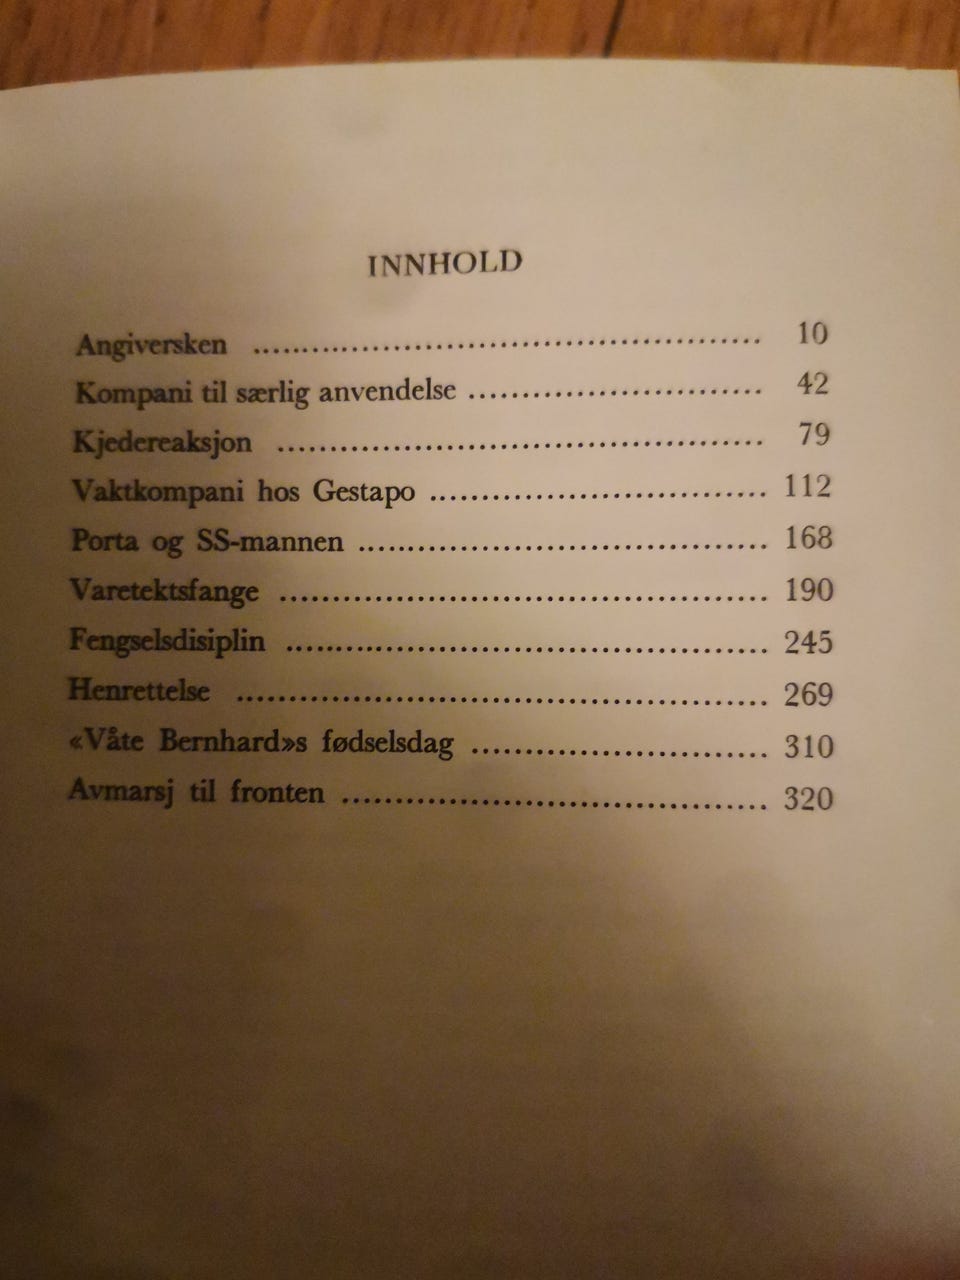 INNHOLD
Angiversken ................................................ 10
Kompani til særlig anvendelse ............................ 42
Kjedereaksjon .............................................. 79
Vaktkompani hos Gestapo ................................ 112
Porta og SS-mannen ....................................... 168
Varetektsfange .............................................. 190
Fengselsdisiplin ............................................. 245
Henrettelse .................................................. 269
«Våte Bernhard»s fødselsdag ............................ 310
Avmarsj til fronten ......................................... 320